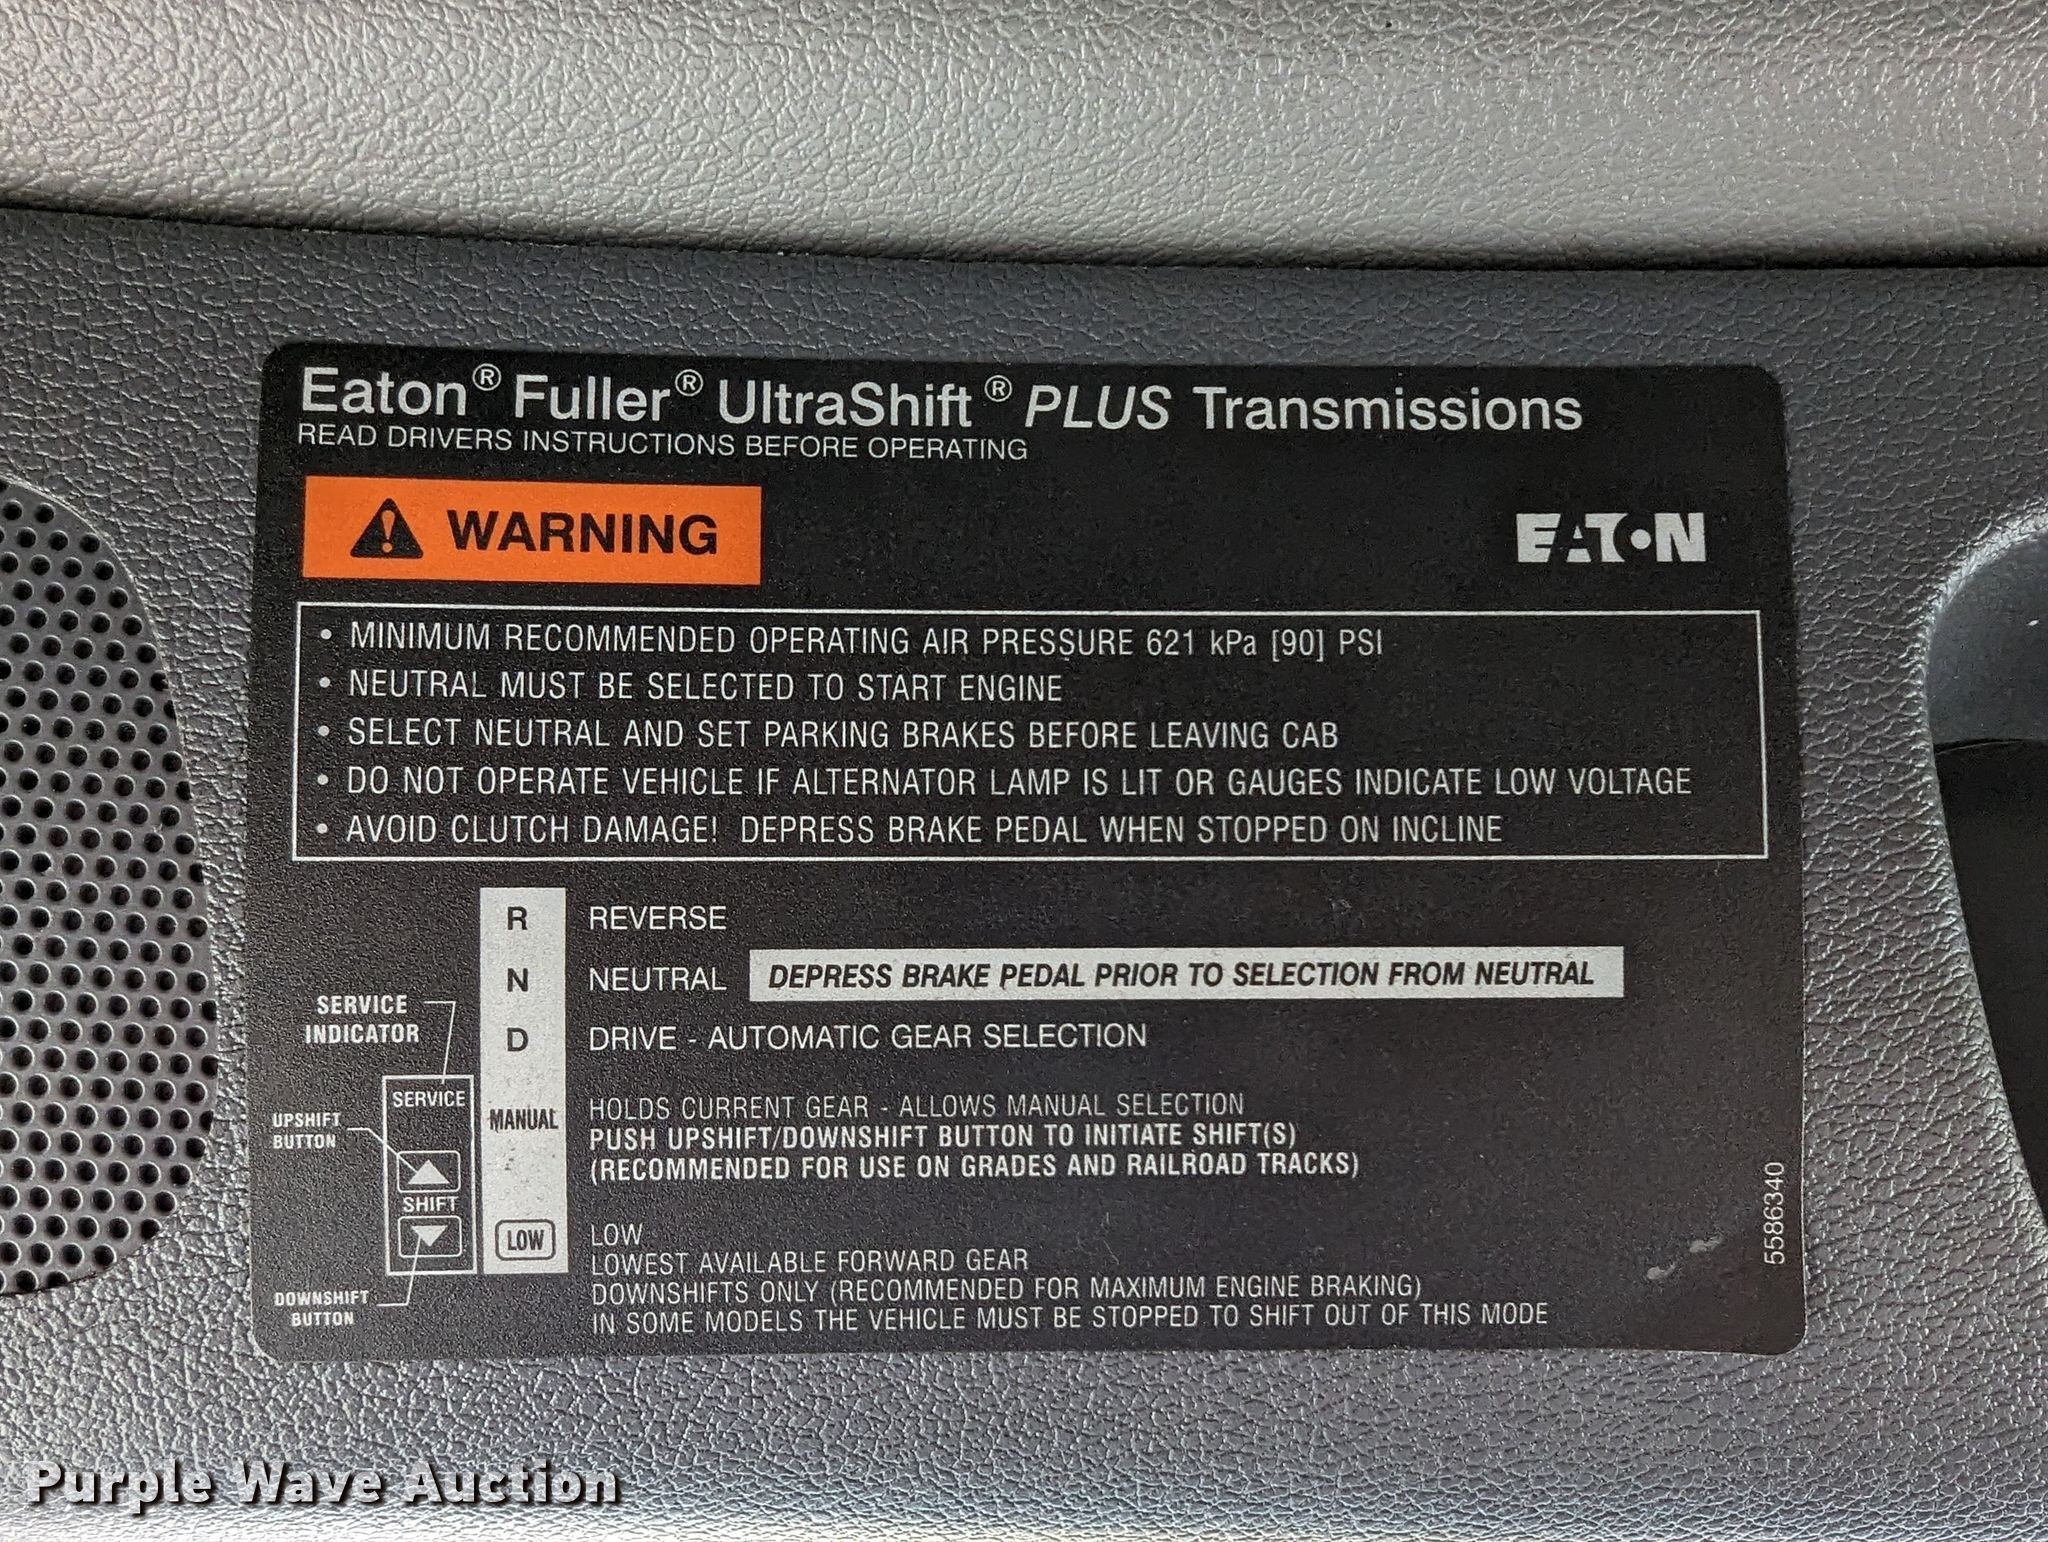 Eaton® Fuller® UltraShift® PLUS Transmissions
READ DRIVERS INSTRUCTIONS BEFORE OPERATING
WARNING
EATON
• MINIMUM RECOMMENDED OPERATING AIR PRESSURE 621 kPa [90] PSI
• NEUTRAL MUST BE SELECTED TO START ENGINE
• SELECT NEUTRAL AND SET PARKING BRAKES BEFORE LEAVING CAB
• DO NOT OPERATE VEHICLE IF ALTERNATOR LAMP IS LIT OR GAUGES INDICATE LOW VOLTAGE
• AVOID CLUTCH DAMAGE! DEPRESS BRAKE PEDAL WHEN STOPPED ON INCLINE
R REVERSE
N NEUTRAL DEPRESS BRAKE PEDAL PRIOR TO SELECTION FROM NEUTRAL
D DRIVE - AUTOMATIC GEAR SELECTION
SERVICE
INDICATOR
SERVICE
UPSHIFT
BUTTON
SHIFT
DOWNSHIFT
BUTTON
MANUAL
HOLDS CURRENT GEAR - ALLOWS MANUAL SELECTION
PUSH UPSHIFT/DOWNSHIFT BUTTON TO INITIATE SHIFT(S)
(RECOMMENDED FOR USE ON GRADES AND RAILROAD TRACKS)
LOW
LOW
LOWEST AVAILABLE FORWARD GEAR
DOWNSHIFTS ONLY (RECOMMENDED FOR MAXIMUM ENGINE BRAKING)
IN SOME MODELS THE VEHICLE MUST BE STOPPED TO SHIFT OUT OF THIS MODE
5586340
Purple Wave Auction